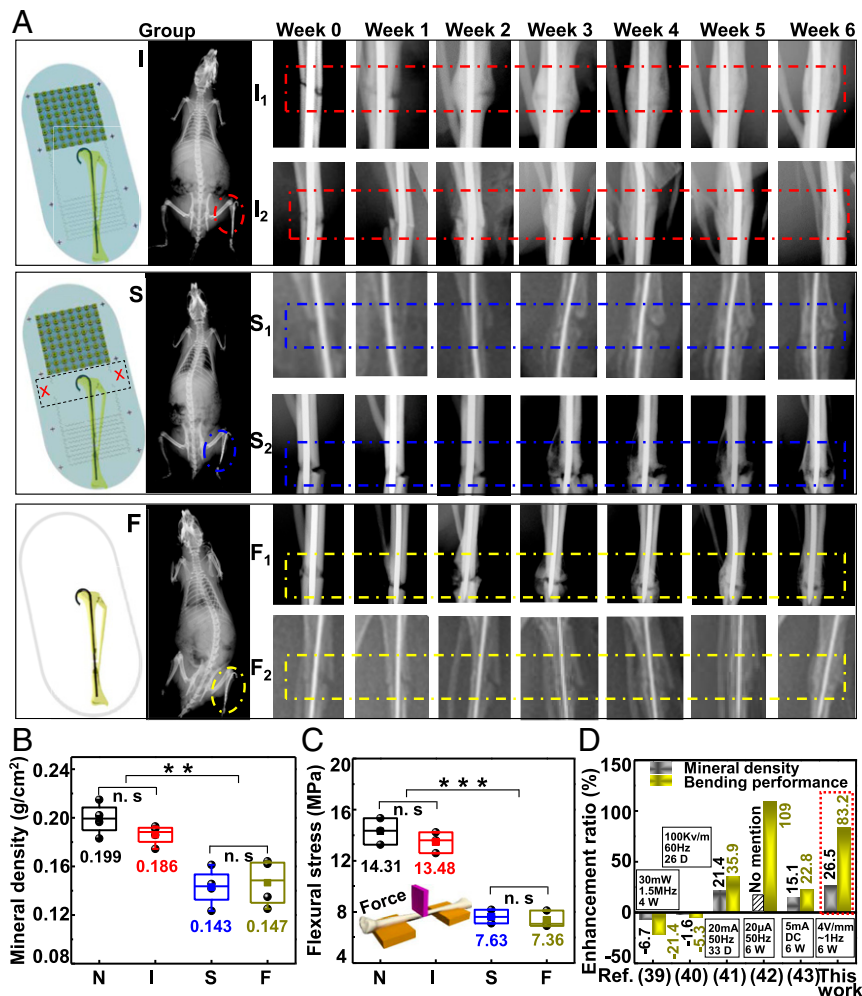 A
Group
Week 0 Week 1 Week 2 Week 3 Week 4 Week 5 Week 6
I
I1
I2
S
X X
S1
S2
F
F1
F2
B
Mineral density (g/cm2)
0.24
0.20
0.16
0.12
0.08
* *
n. s
n. s
0.199
0.186
0.143
0.147
N I S F
C
Flexural stress (MPa)
20
16
12
8
4
* * *
n. s
n. s
14.31
13.48
7.63
7.36
Force
N I S F
D
Enhancement ratio (%)
150
100
50
0
-50
Mineral density
Bending performance
100Kv/m
60Hz
26 D
30mW
1.5MHz
4 W
20mA
50Hz
33 D
20μA
50Hz
6 W
5mA
DC
6 W
4V/mm
~1Hz
6 W
-6.7
-21.4
-1.6
-5.3
21.4
35.9
No mention
109
15.1
22.8
26.5
83.2
Ref. (39) (40) (41) (42) (43) This
work